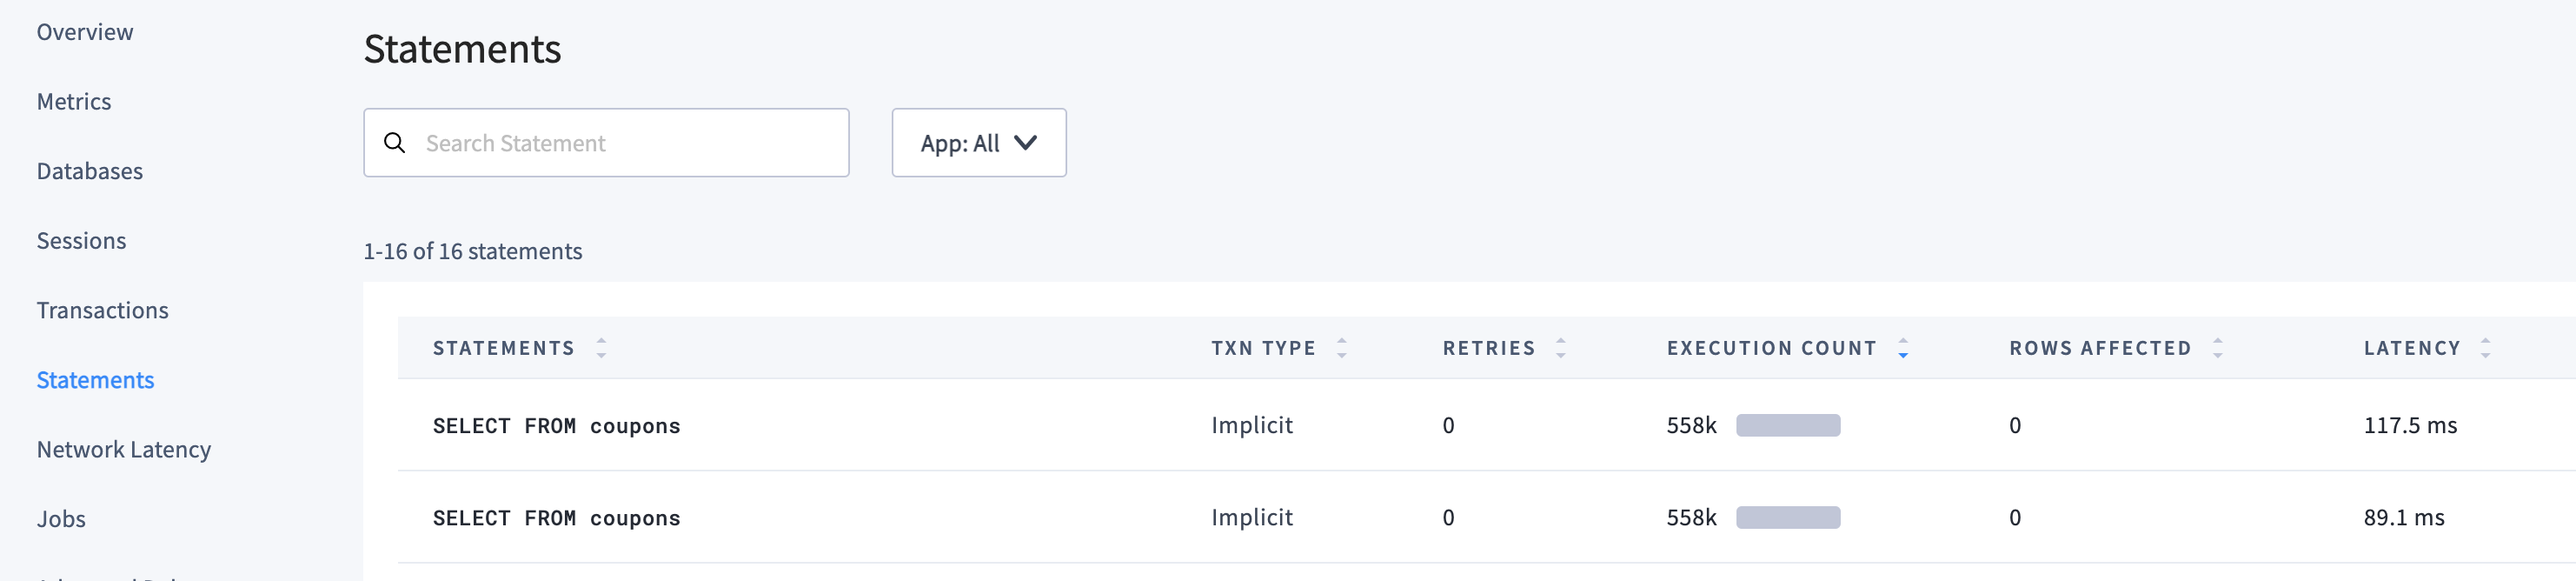 Overview
Metrics
Databases
Sessions
Transactions
Statements
Network Latency
Jobs
Statements
Search Statement
App: All
1-16 of 16 statements
STATEMENTS TXN TYPE RETRIES EXECUTION COUNT ROWS AFFECTED LATENCY
SELECT FROM coupons Implicit 0 558k 0 117.5 ms
SELECT FROM coupons Implicit 0 558k 0 89.1 ms